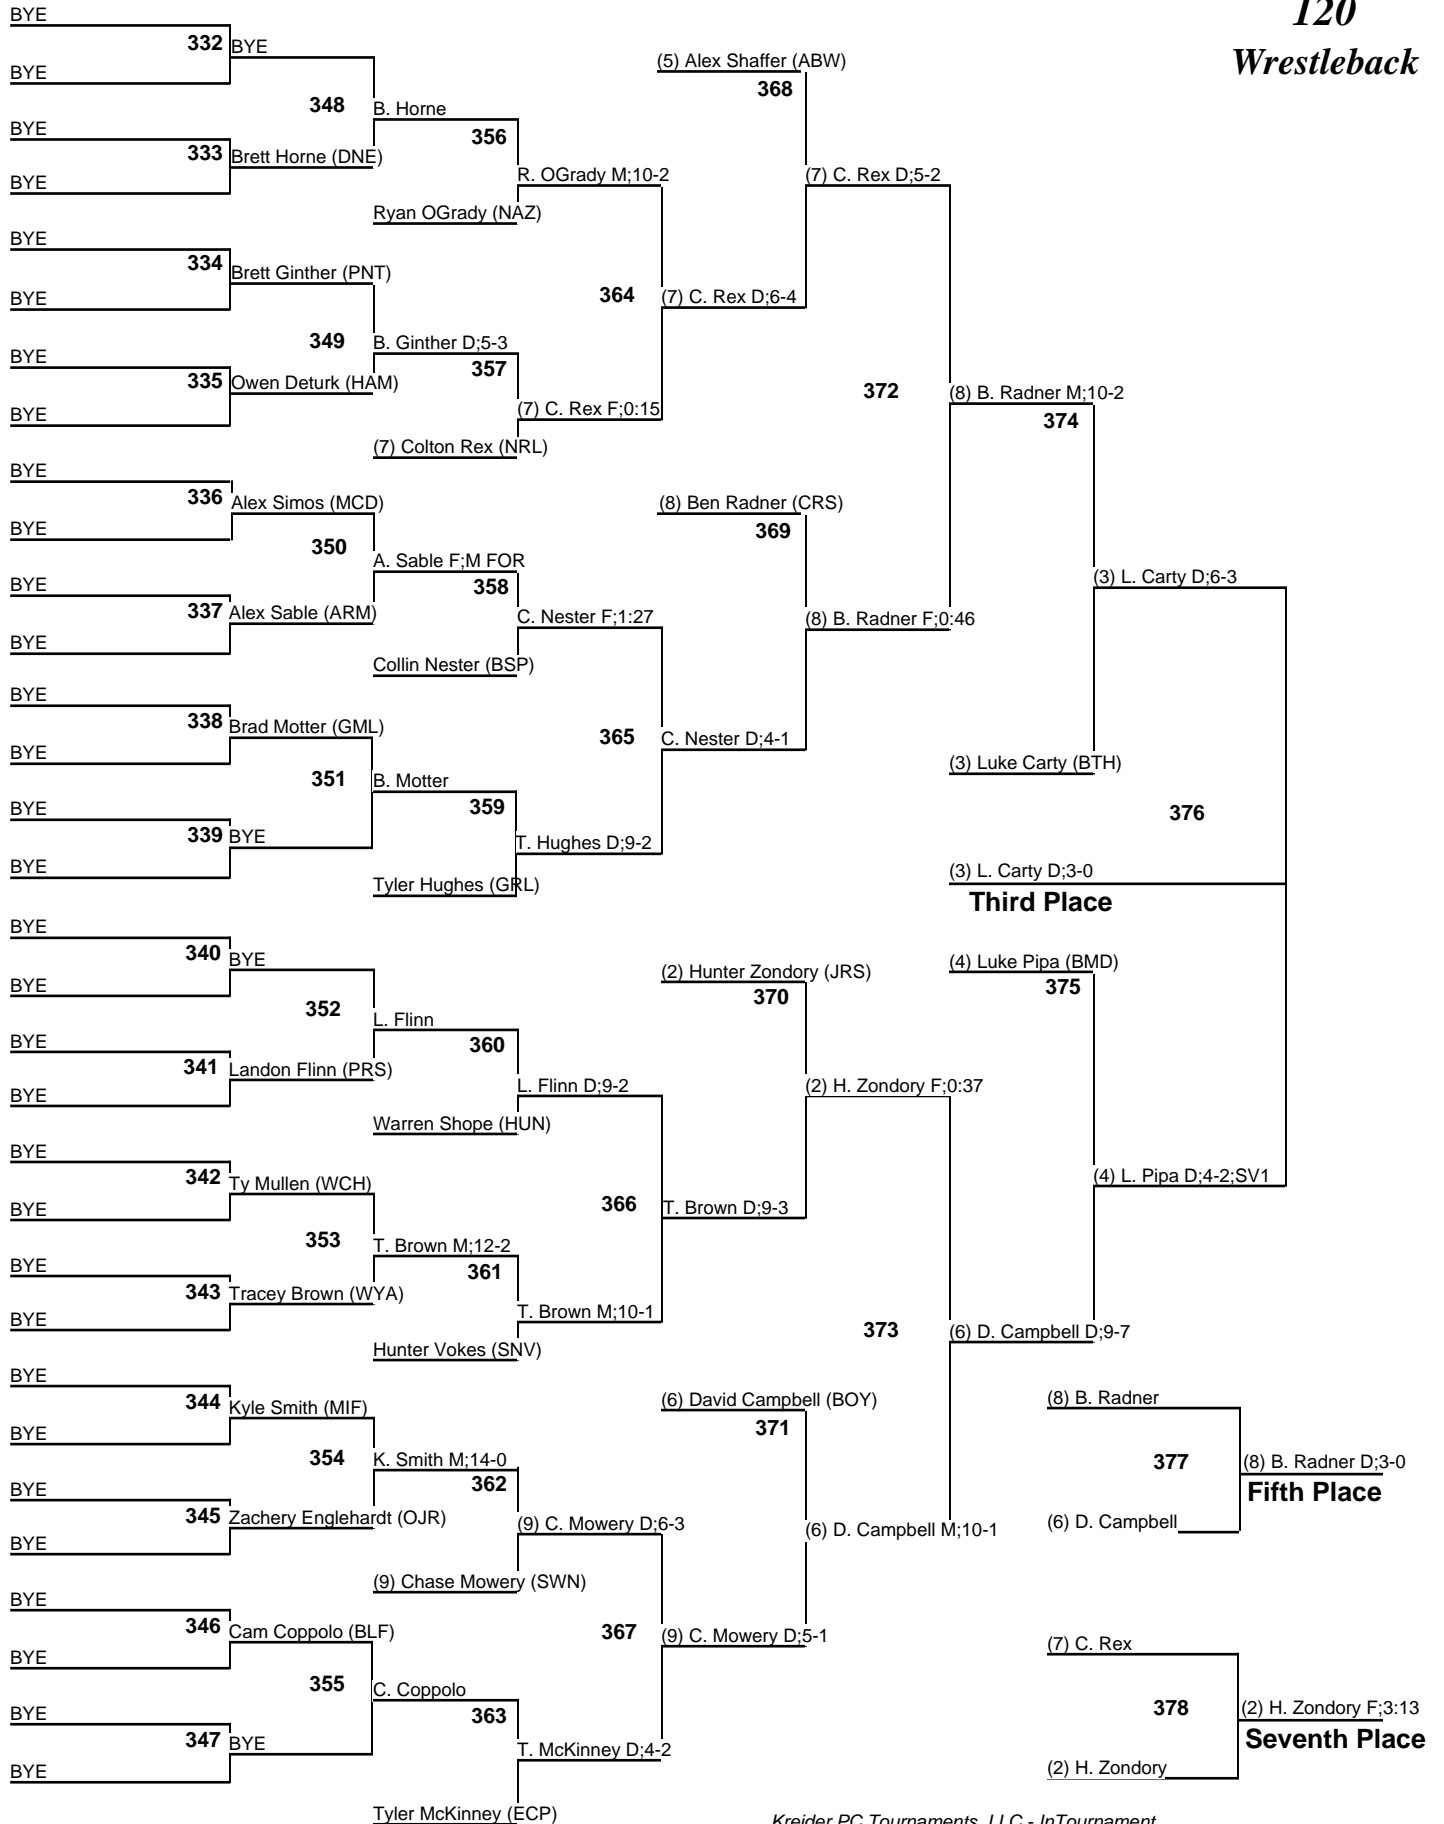 120
Wrestleback
BYE
332 BYE
BYE
(5) Alex Shaffer (ABW)
368
348 B. Horne
BYE
356
333 Brett Horne (DNE)
BYE
R. OGrady M;10-2
(7) C. Rex D;5-2
Ryan OGrady (NAZ)
BYE
334 Brett Ginther (PNT)
BYE
364 (7) C. Rex D;6-4
349 B. Ginther D;5-3
BYE
357
335 Owen Deturk (HAM)
372 (8) B. Radner M;10-2
BYE
(7) C. Rex F;0:15
374
(7) Colton Rex (NRL)
BYE
336 Alex Simos (MCD)
(8) Ben Radner (CRS)
BYE
369
350 A. Sable F;M FOR
BYE
358
(3) L. Carty D;6-3
337 Alex Sable (ARM)
C. Nester F;1:27
(8) B. Radner F;0:46
BYE
Collin Nester (BSP)
BYE
338 Brad Motter (GML)
365 C. Nester D;4-1
BYE
(3) Luke Carty (BTH)
351 B. Motter
BYE
359
376
339 BYE
T. Hughes D;9-2
BYE
(3) L. Carty D;3-0
Tyler Hughes (GRL)
Third Place
BYE
340 BYE
(4) Luke Pipa (BMD)
BYE
(2) Hunter Zondory (JRS)
375
370
352 L. Flinn
BYE
360
341 Landon Flinn (PRS)
L. Flinn D;9-2
(2) H. Zondory F;0:37
BYE
Warren Shope (HUN)
BYE
342 Ty Mullen (WCH)
(4) L. Pipa D;4-2;SV1
BYE
366 T. Brown D;9-3
353 T. Brown M;12-2
BYE
361
343 Tracey Brown (WYA)
BYE
T. Brown M;10-1
373 (6) D. Campbell D;9-7
Hunter Vokes (SNV)
BYE
344 Kyle Smith (MIF)
(6) David Campbell (BOY)
(8) B. Radner
BYE
371
354 K. Smith M;14-0
377 (8) B. Radner D;3-0
BYE
362
Fifth Place
345 Zachery Englehardt (OJR)
(9) C. Mowery D;6-3
(6) D. Campbell M;10-1
(6) D. Campbell
BYE
(9) Chase Mowery (SWN)
BYE
346 Cam Coppolo (BLF)
367 (9) C. Mowery D;5-1
BYE
(7) C. Rex
355 C. Coppolo
BYE
363
378 (2) H. Zondory F;3:13
347 BYE
Seventh Place
BYE
T. McKinney D;4-2
(2) H. Zondory
Tyler McKinney (ECP)
Kreider PC Tournaments, LLC - InTournament